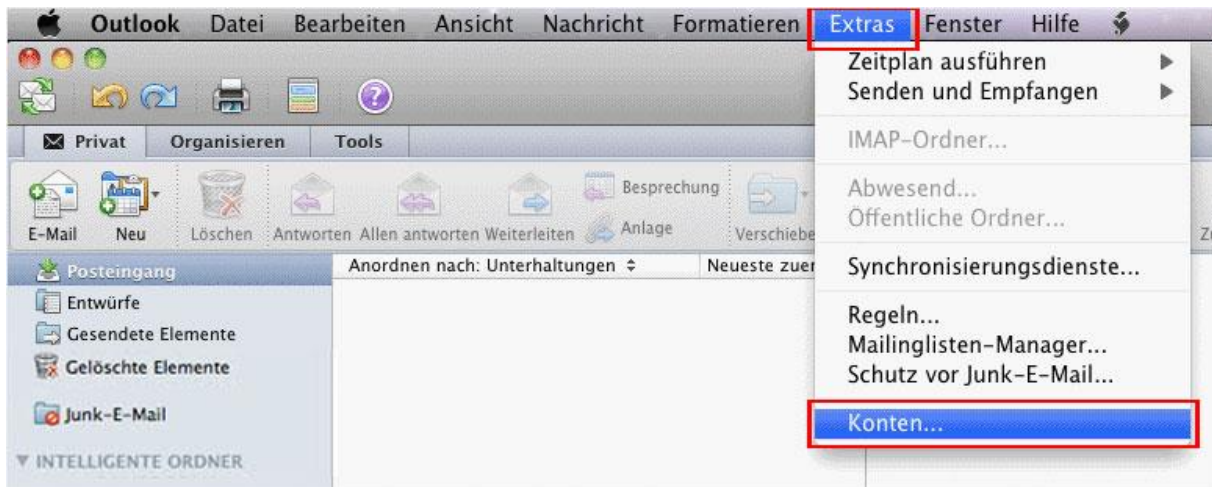 Outlook Datei Bearbeiten Ansicht Nachricht Formatieren Extras Fenster Hilfe
Zeitplan ausführen
Senden und Empfangen
IMAP-Ordner...
Abwesend...
Öffentliche Ordner...
Synchronisierungsdienste...
Regeln...
Mailinglisten-Manager...
Schutz vor Junk-E-Mail...
Konten...
Privat Organisieren Tools
E-Mail Neu Löschen Antworten Allen antworten Weiterleiten
Besprechung
Anlage
Verschiebe
Anordnen nach: Unterhaltungen Neueste zuer
Posteingang
Entwürfe
Gesendete Elemente
Gelöschte Elemente
Junk-E-Mail
INTELLIGENTE ORDNER